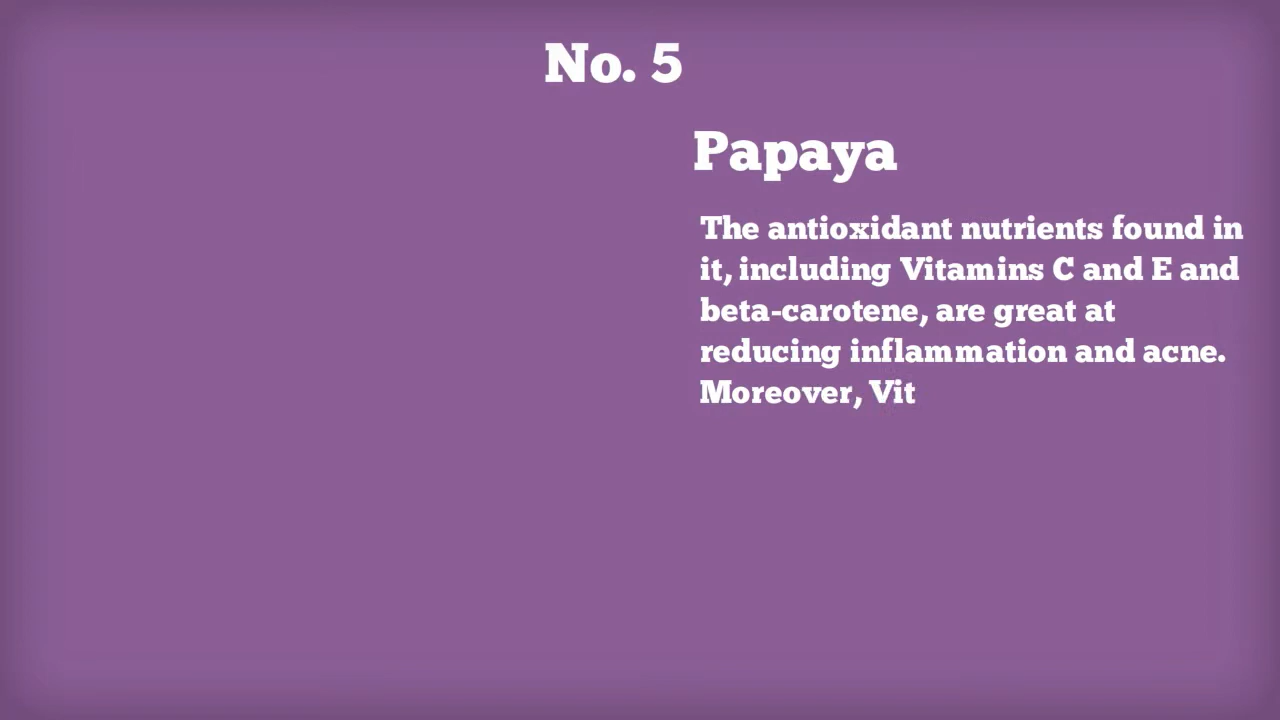 No. 5
Papaya
The antioxidant nutrients found in
it, including Vitamins C and E and
beta-carotene, are great at
reducing inflammation and acne.
Moreover, Vit